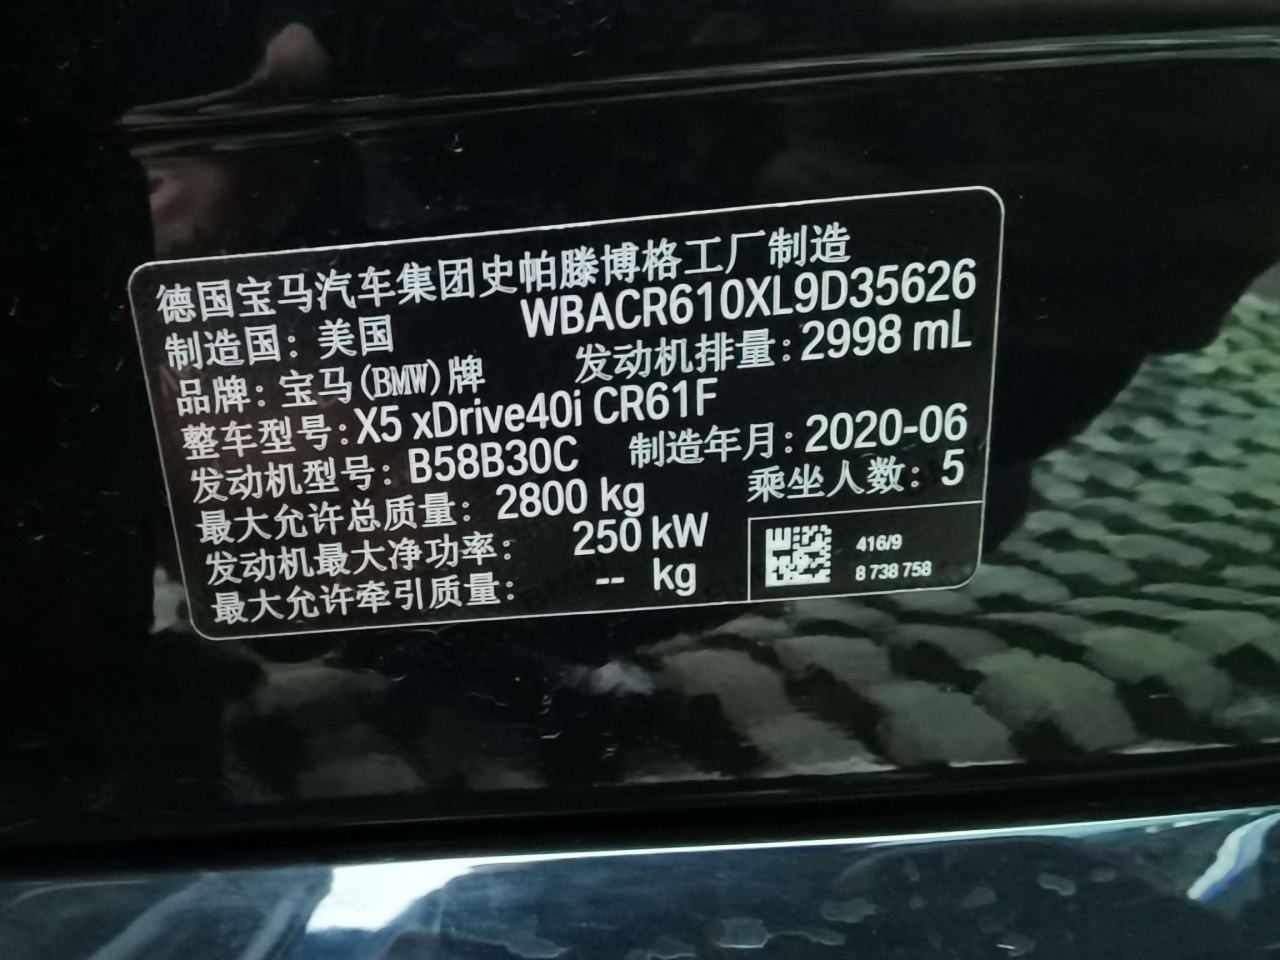 德国宝马汽车集团史帕滕博格工厂制造
制造国：美国 WBACR610XL9D35626
品牌：宝马(BMW)牌 发动机排量：2998 mL
整车型号：X5 xDrive40i CR61F
发动机型号：B58B30C 制造年月：2020-06
最大允许总质量：2800 kg 乘坐人数：5
发动机最大净功率：250 kW
最大允许牵引质量：-- kg
416/9
8 738 758